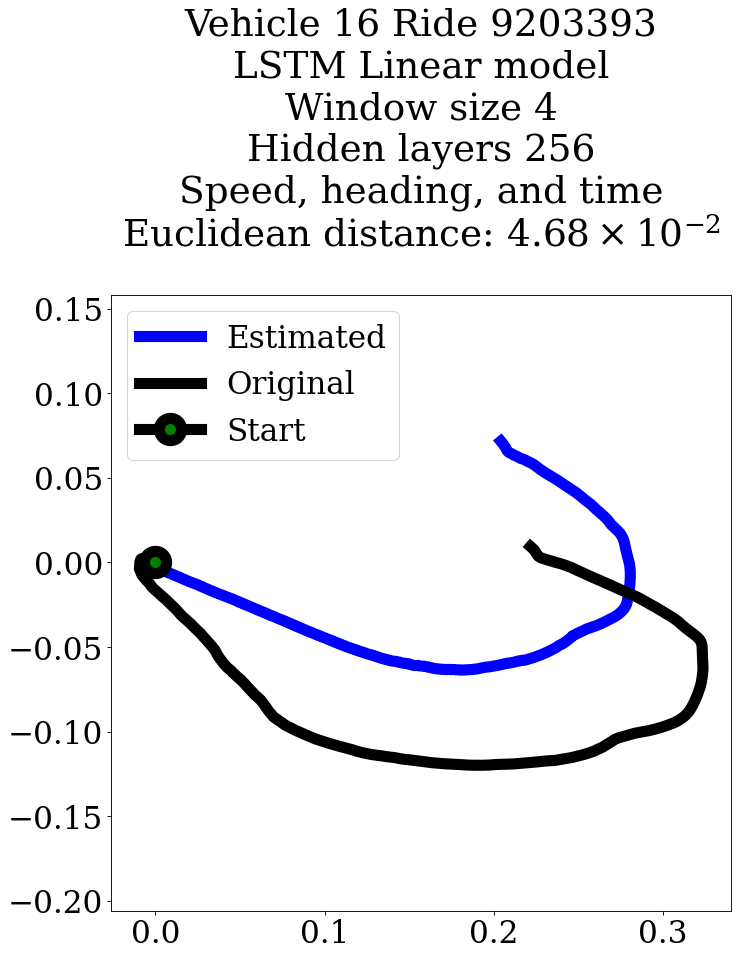 Vehicle 16 Ride 9203393
LSTM Linear model
Window size 4
Hidden layers 256
Speed, heading, and time
Euclidean distance: 4.68 × 10⁻²
Estimated
Original
Start
0.15
0.10
0.05
0.00
−0.05
−0.10
−0.15
−0.20
0.0 0.1 0.2 0.3